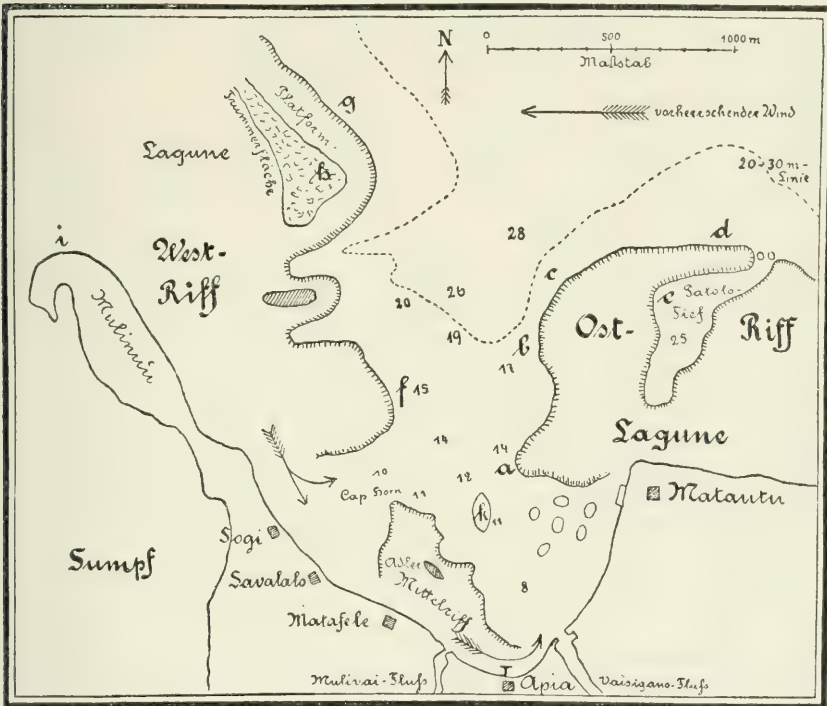 N
0 500 1000 m
Maßstab
vorherrschender Wind
g
Platform
Trümmerfläche
h
Lagune
20-30 m-
Linie
i
West-
Riff
Mulinuu
28
d
c
e
Palolo-
Tief
25
20
26
19
17
b
Ost-
Riff
f
15
14
14
a
Lagune
10
Cap Horn
11
12
k
11
Matautu
Sogi
Sumpf
Savalalo
Adler
Mittelriff
8
Matafele
Mulivai-Fluſs
I
Apia
Vaisigano-Fluſs